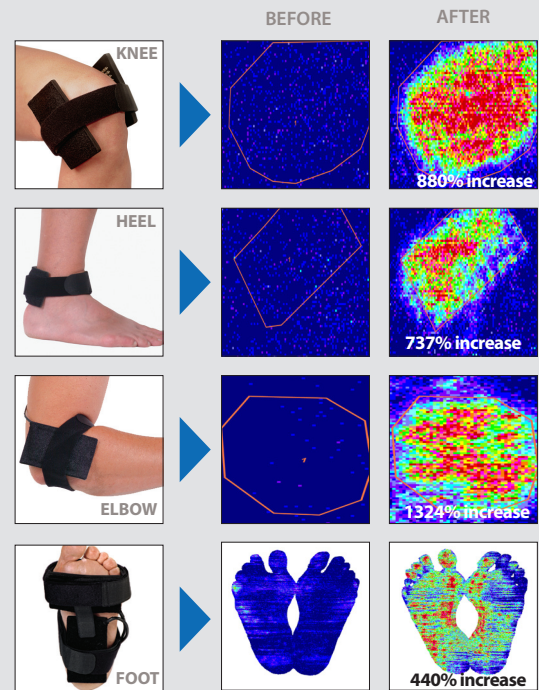 BEFORE
AFTER
KNEE
880% increase
HEEL
737% increase
ELBOW
1324% increase
FOOT
440% increase